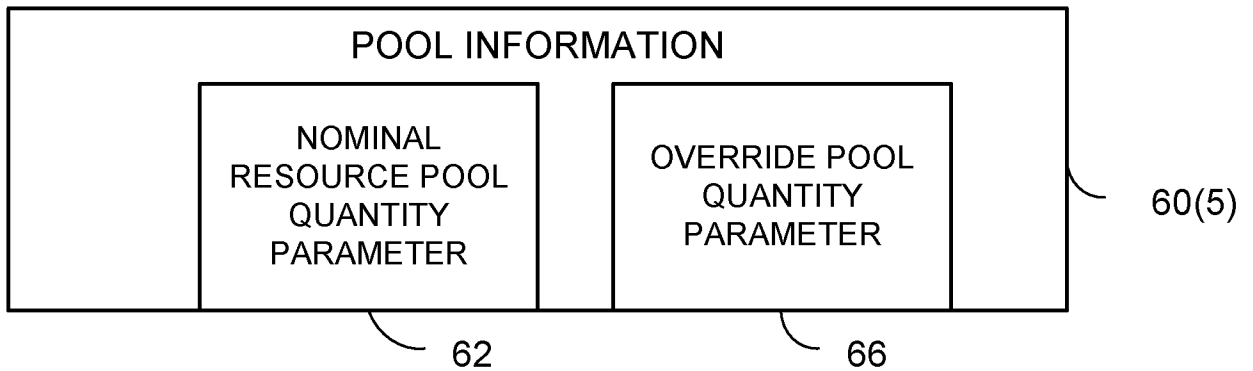 POOL INFORMATION
NOMINAL
RESOURCE POOL
QUANTITY
PARAMETER
OVERRIDE POOL
QUANTITY
PARAMETER
60(5)
62
66